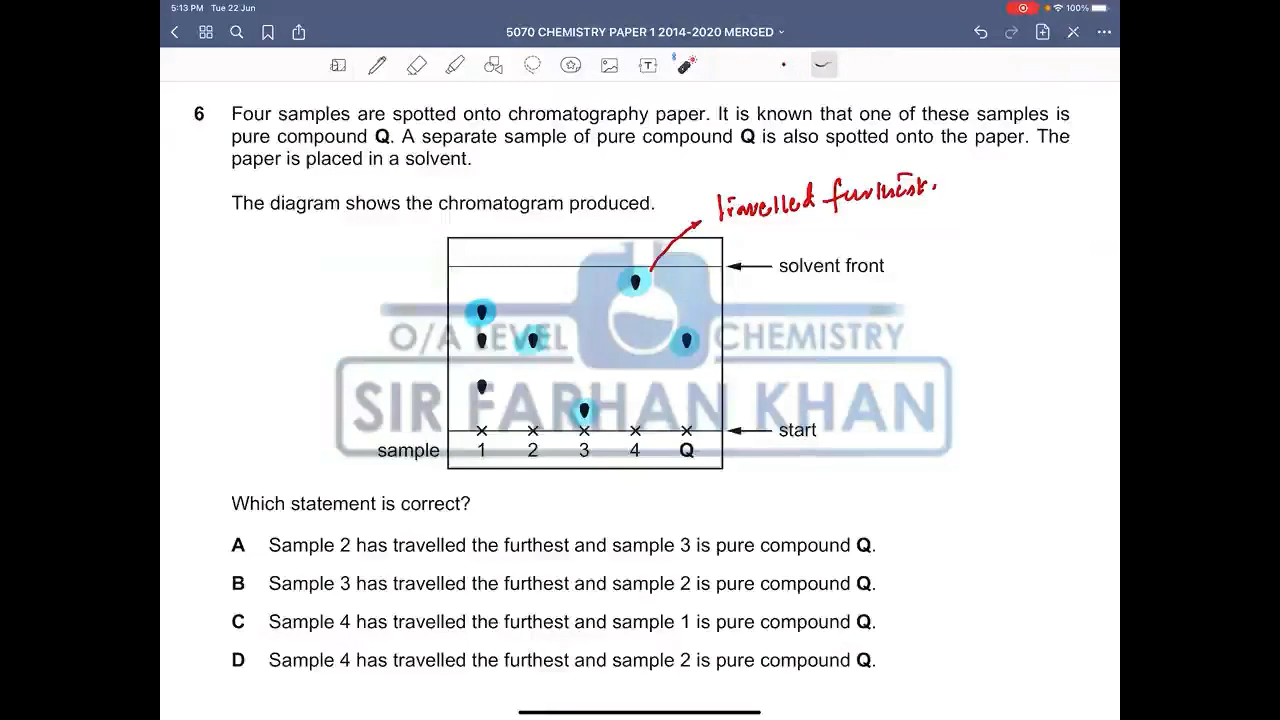 5:13 PM Tue 22 Jun
100%
5070 CHEMISTRY PAPER 1 2014-2020 MERGED
6 Four samples are spotted onto chromatography paper. It is known that one of these samples is
pure compound Q. A separate sample of pure compound Q is also spotted onto the paper. The
paper is placed in a solvent.
The diagram shows the chromatogram produced.
travelled furthest.
solvent front
O/A LEVEL CHEMISTRY
SIR FARHAN KHAN
start
sample 1 2 3 4 Q
Which statement is correct?
A Sample 2 has travelled the furthest and sample 3 is pure compound Q.
B Sample 3 has travelled the furthest and sample 2 is pure compound Q.
C Sample 4 has travelled the furthest and sample 1 is pure compound Q.
D Sample 4 has travelled the furthest and sample 2 is pure compound Q.